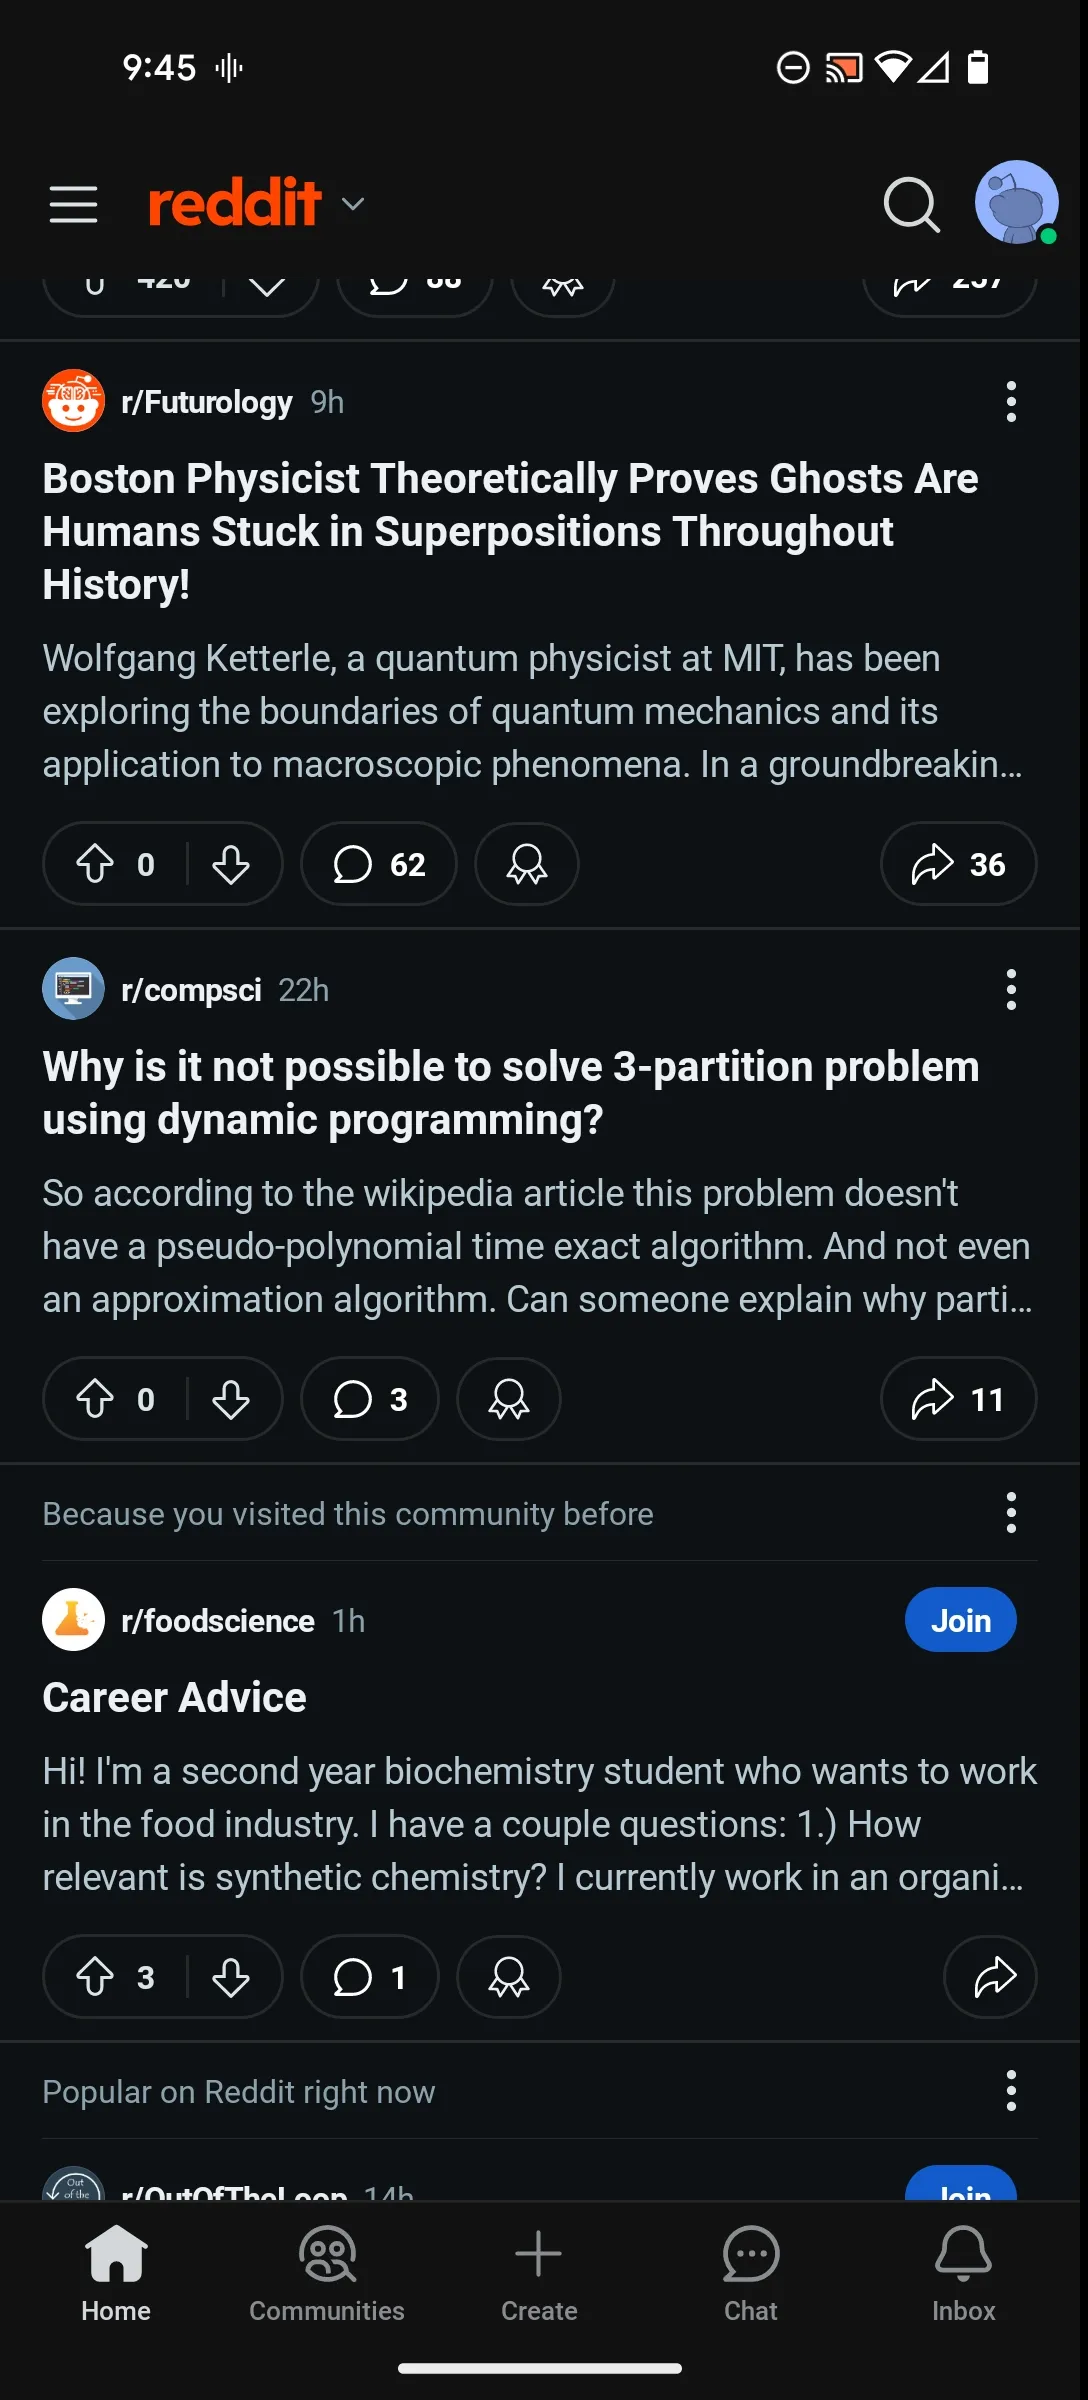 9:45
reddit
420 88 237
r/Futurology 9h
Boston Physicist Theoretically Proves Ghosts Are
Humans Stuck in Superpositions Throughout
History!
Wolfgang Ketterle, a quantum physicist at MIT, has been
exploring the boundaries of quantum mechanics and its
application to macroscopic phenomena. In a groundbreakin...
0 62 36
r/compsci 22h
Why is it not possible to solve 3-partition problem
using dynamic programming?
So according to the wikipedia article this problem doesn't
have a pseudo-polynomial time exact algorithm. And not even
an approximation algorithm. Can someone explain why parti...
0 3 11
Because you visited this community before
r/foodscience 1h
Join
Career Advice
Hi! I'm a second year biochemistry student who wants to work
in the food industry. I have a couple questions: 1.) How
relevant is synthetic chemistry? I currently work in an organi...
3 1
Popular on Reddit right now
Out
of the
r/OutOfTheLoop 14h
Join
Home Communities Create Chat Inbox